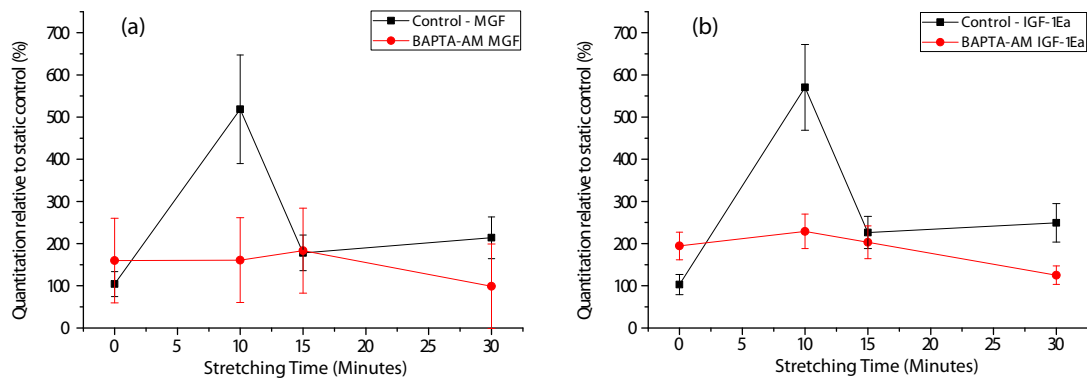 (a)
Control - MGF
BAPTA-AM MGF
Quantitation relative to static control (%)
700
600
500
400
300
200
100
0
0 5 10 15 20 25 30
Stretching Time (Minutes)
(b)
Control - IGF-1Ea
BAPTA-AM IGF-1Ea
Quantitation relative to static control (%)
700
600
500
400
300
200
100
0
0 5 10 15 20 25 30
Stretching Time (Minutes)